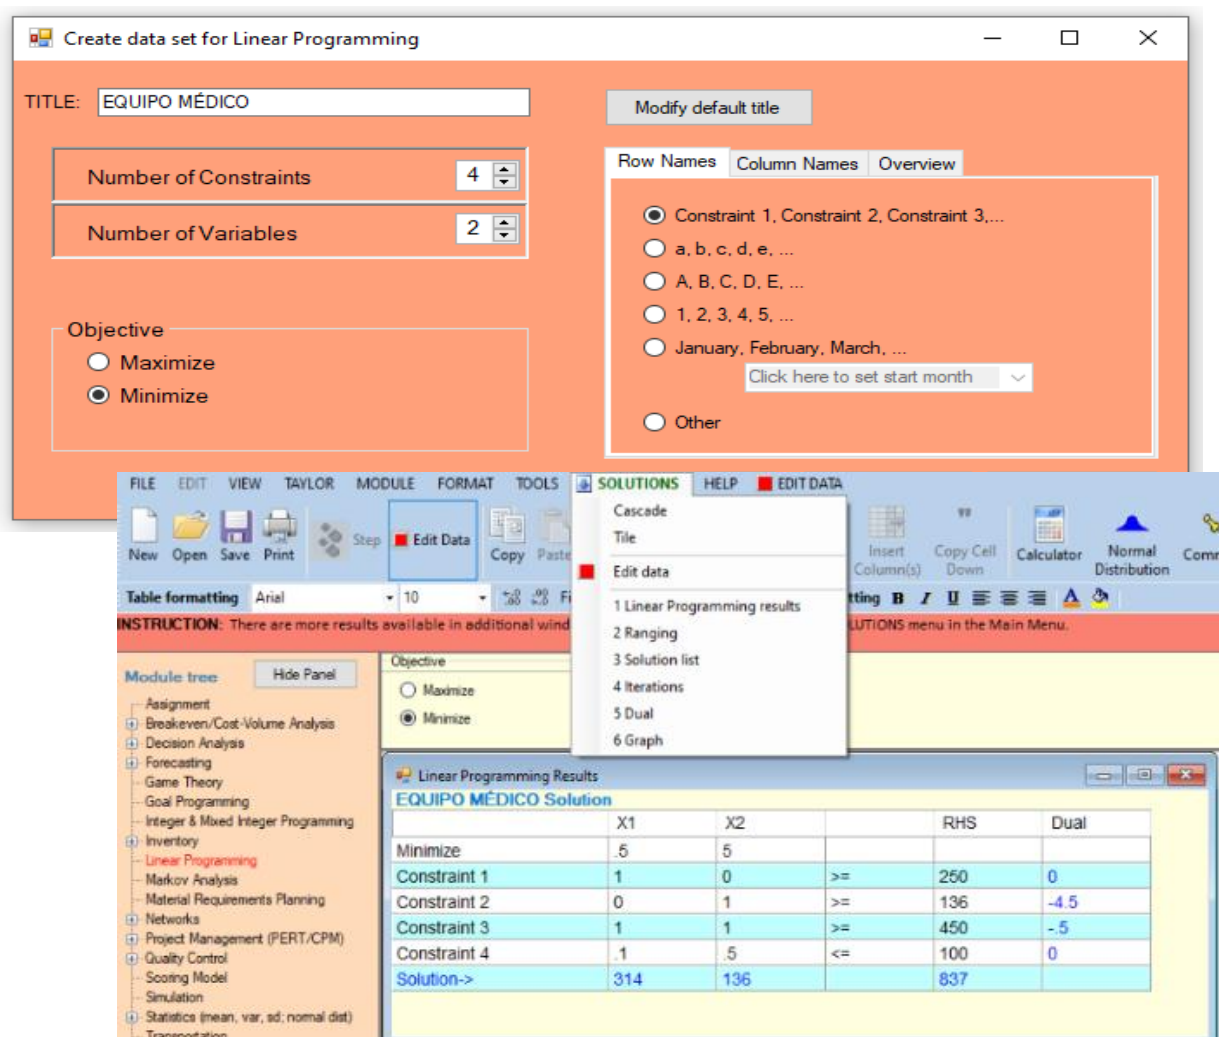 Create data set for Linear Programming
TITLE: EQUIPO MÉDICO
Modify default title
Number of Constraints 4
Number of Variables 2
Objective
Maximize
Minimize
Row Names Column Names Overview
Constraint 1, Constraint 2, Constraint 3,...
a, b, c, d, e, ...
A, B, C, D, E, ...
1, 2, 3, 4, 5, ...
January, February, March, ...
Click here to set start month
Other
FILE EDIT VIEW TAYLOR MODULE FORMAT TOOLS SOLUTIONS HELP EDIT DATA
New Open Save Print Step Edit Data Copy Paste Insert Column(s) Copy Cell Down Calculator Normal Distribution
Table formatting Arial 10 B I U A
INSTRUCTION: There are more results available in additional wind
UTIONS menu in the Main Menu.
Cascade
Tile
Edit data
1 Linear Programming results
2 Ranging
3 Solution list
4 Iterations
5 Dual
6 Graph
Module tree Hide Panel
Assignment
Breakeven/Cost-Volume Analysis
Decision Analysis
Forecasting
Game Theory
Goal Programming
Integer & Mixed Integer Programming
Inventory
Linear Programming
Markov Analysis
Material Requirements Planning
Networks
Project Management (PERT/CPM)
Quality Control
Scoring Model
Simulation
Statistics (mean, var, sd; normal dist)
Transportation
Objective
Maximize
Minimize
Linear Programming Results
EQUIPO MÉDICO Solution
X1 X2 RHS Dual
Minimize .5 5
Constraint 1 1 0 >= 250 0
Constraint 2 0 1 >= 136 -4.5
Constraint 3 1 1 >= 450 -.5
Constraint 4 .1 .5 <= 100 0
Solution-> 314 136 837